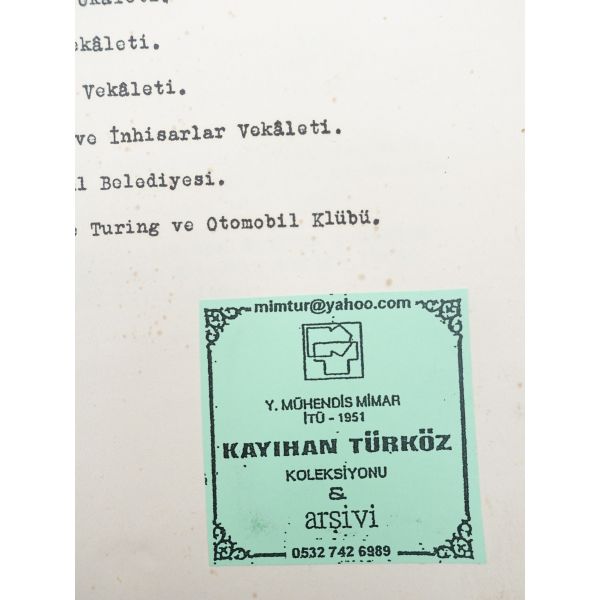 Vekâleti.
ve İnhisarlar Vekâleti.
Belediyesi.
Turing ve Otomobil Klübü.
mimtur@yahoo.com
Y. MÜHENDİS MİMAR
İTÜ - 1951
KAYIHAN TÜRKÖZ
KOLEKSİYONU
&
arşivi
0532 742 6989